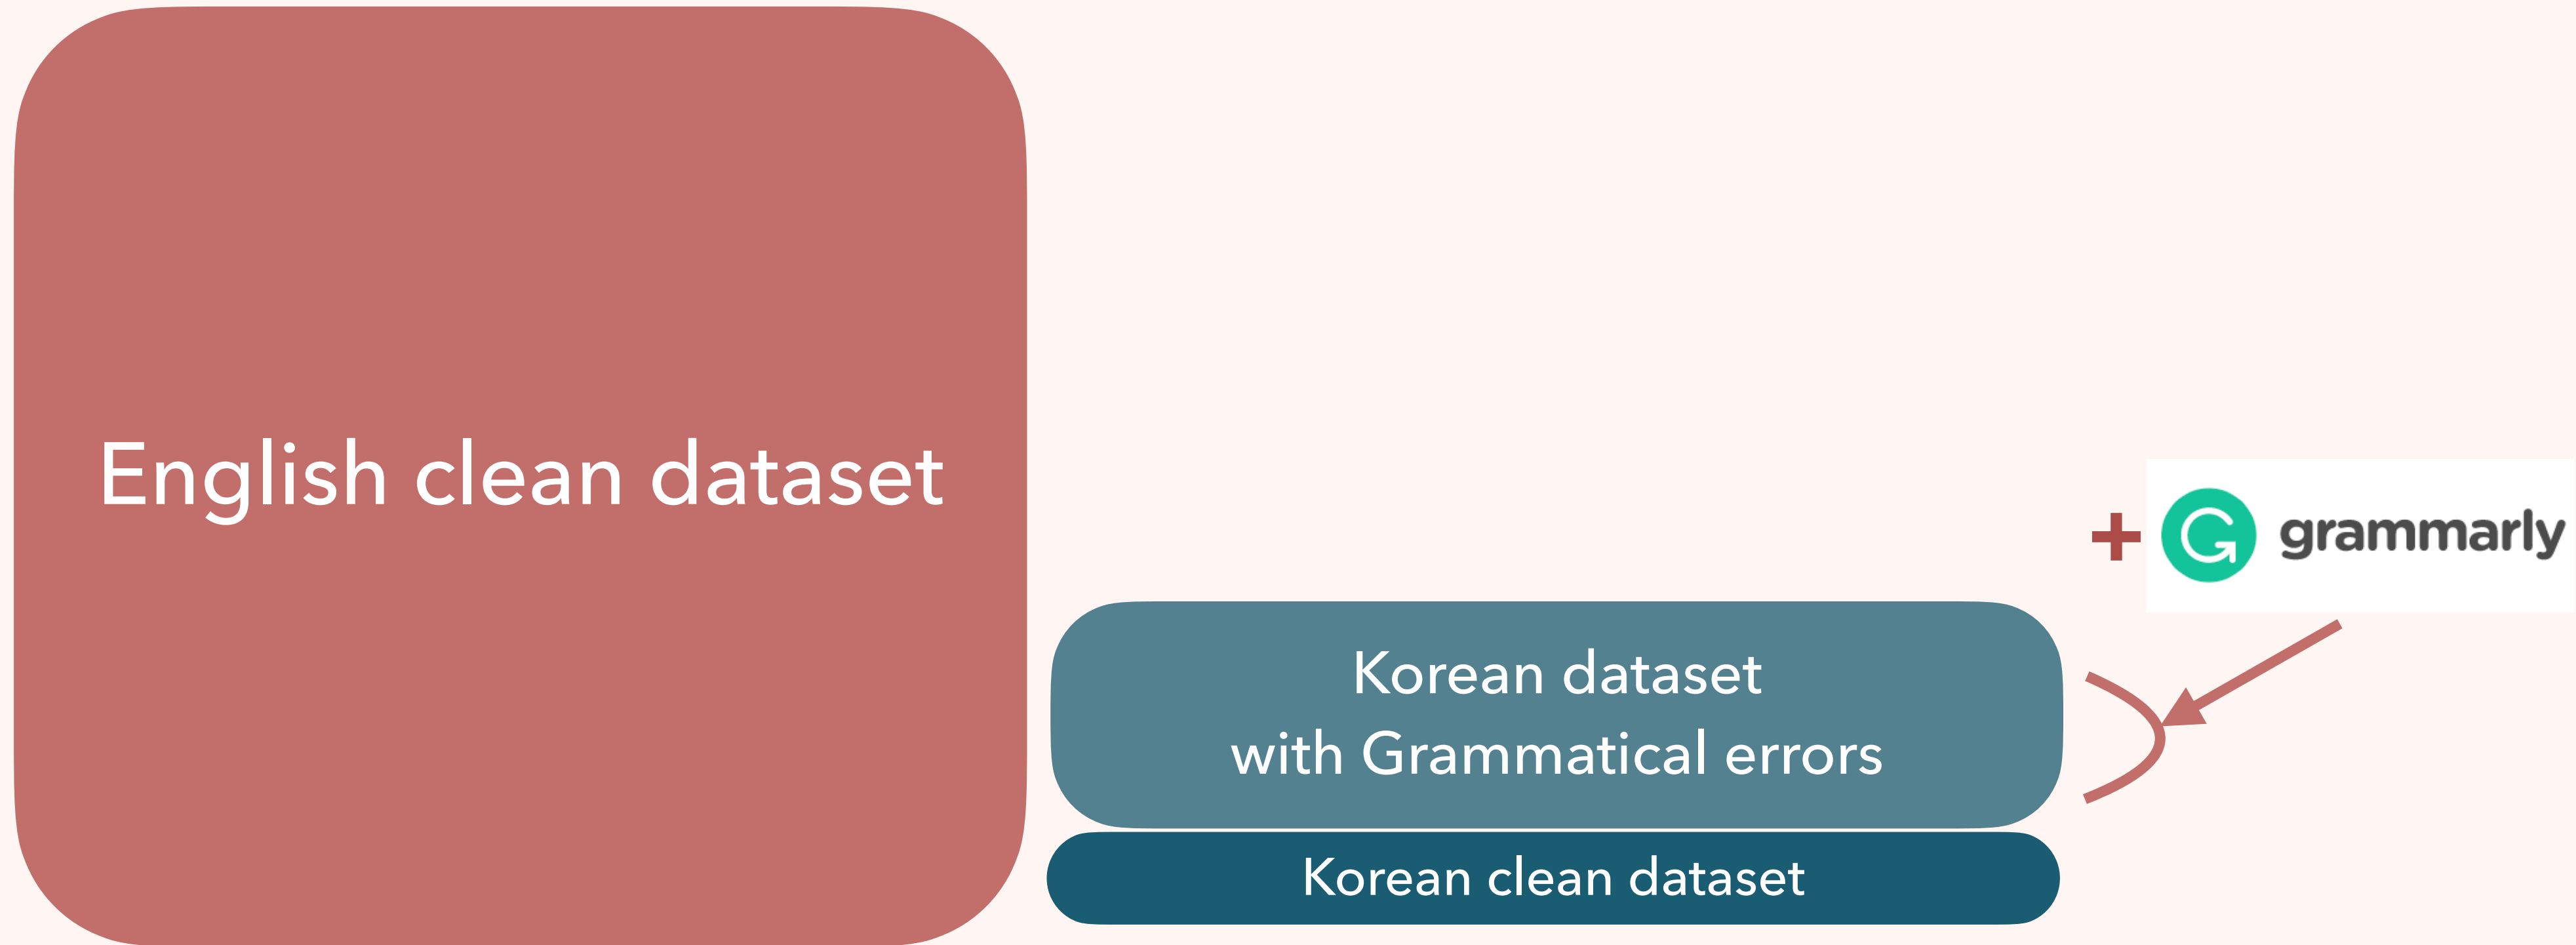 English clean dataset
+
grammarly
Korean dataset
with Grammatical errors
Korean clean dataset